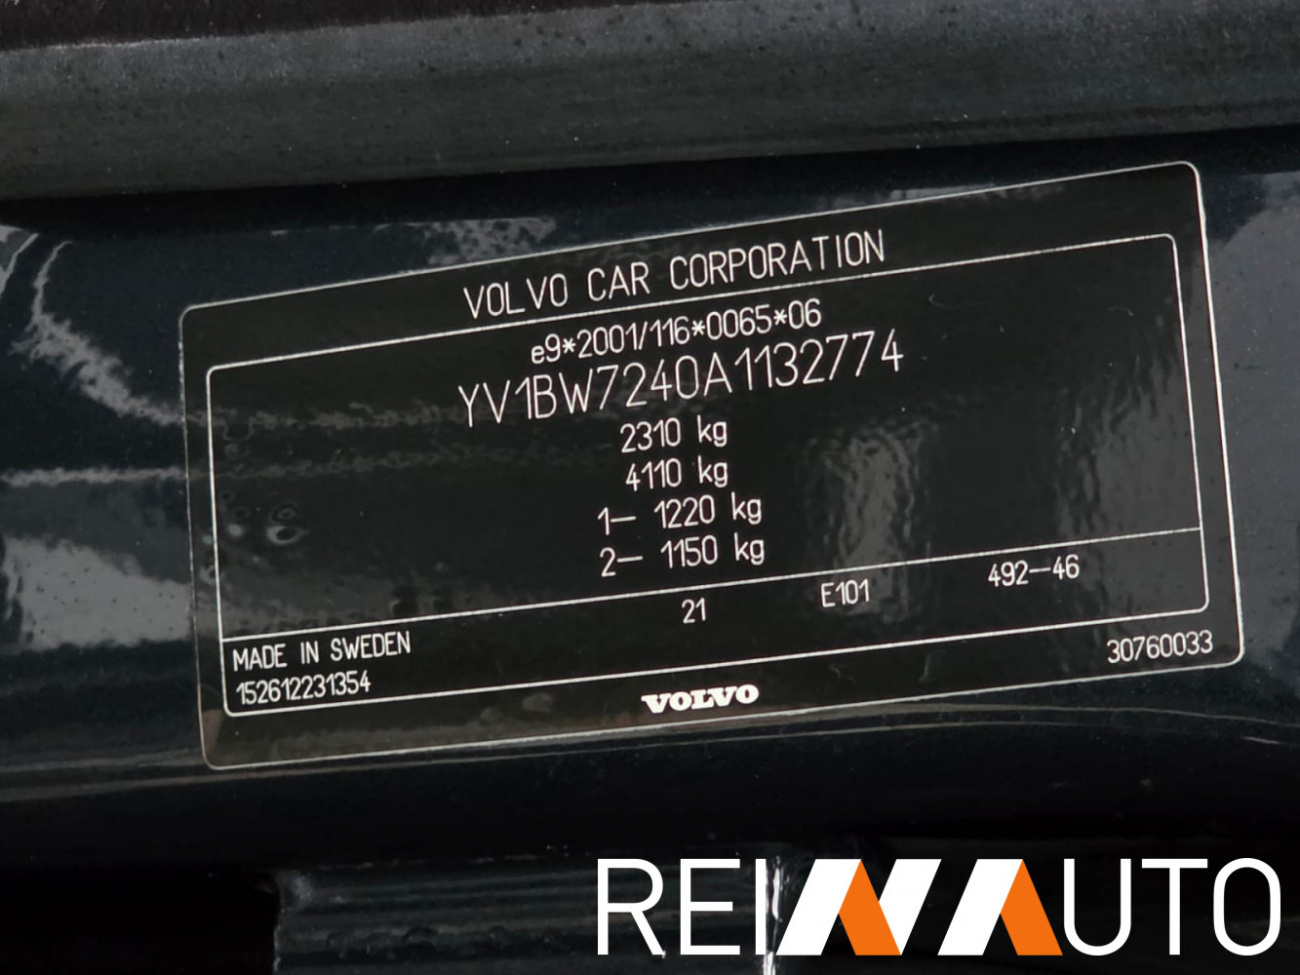 VOLVO CAR CORPORATION
e9*2001/116*0065*06
YV1BW7240A1132774
2310 kg
4110 kg
1– 1220 kg
2– 1150 kg
21 E101 492–46
MADE IN SWEDEN
152612231354
VOLVO
30760033
REINAUTO